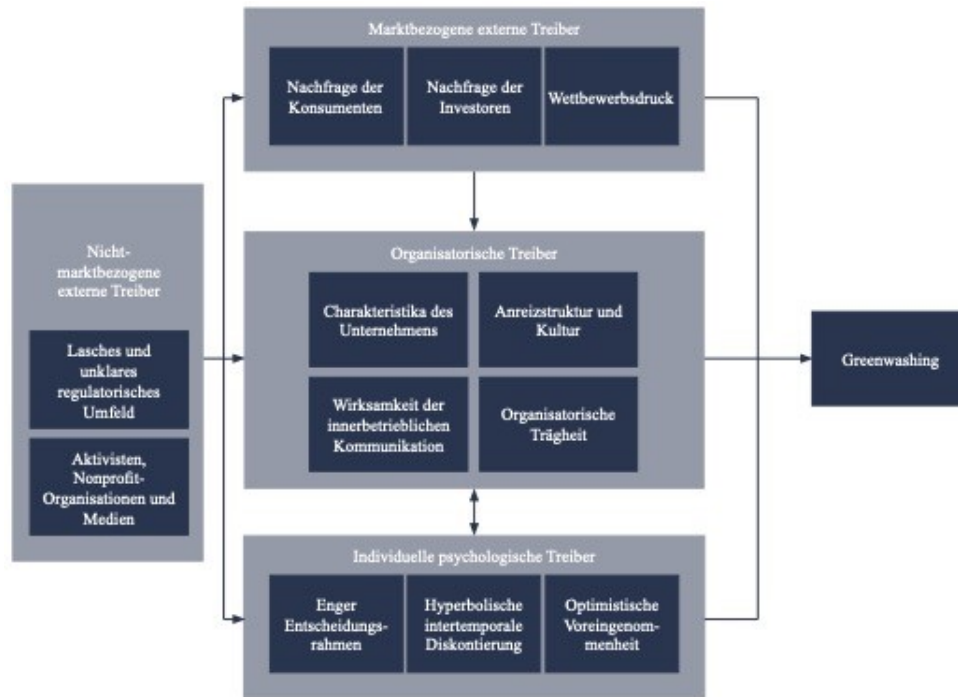 Marktbezogene externe Treiber
Nachfrage der
Konsumenten
Nachfrage der
Investoren
Wettbewerbsdruck
Nicht-
marktbezogene
externe Treiber
Lasches und
unklares
regulatorisches
Umfeld
Aktivisten,
Nonprofit-
Organisationen und
Medien
Organisatorische Treiber
Charakteristika des
Unternehmens
Anreizstruktur und
Kultur
Wirksamkeit der
innerbetrieblichen
Kommunikation
Organisatorische
Trägheit
Individuelle psychologische Treiber
Enger
Entscheidungs-
rahmen
Hyperbolische
intertemporale
Diskontierung
Optimistische
Voreingenom-
menheit
Greenwashing